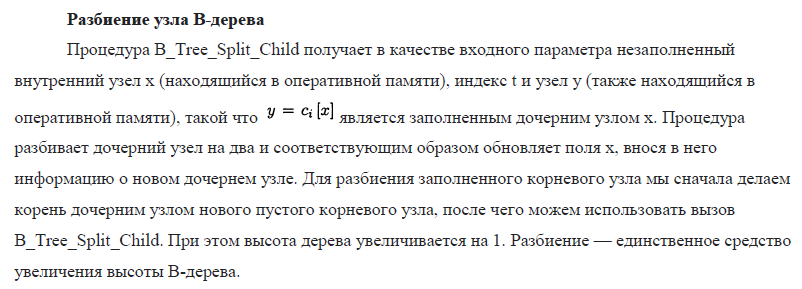 Разбиение узла B-дерева
Процедура B_Tree_Split_Child получает в качестве входного параметра незаполненный
внутренний узел x (находящийся в оперативной памяти), индекс t и узел y (также находящийся в
оперативной памяти), такой что y = c_i [x] является заполненным дочерним узлом x. Процедура
разбивает дочерний узел на два и соответствующим образом обновляет поля x, внося в него
информацию о новом дочернем узле. Для разбиения заполненного корневого узла мы сначала делаем
корень дочерним узлом нового пустого корневого узла, после чего можем использовать вызов
B_Tree_Split_Child. При этом высота дерева увеличивается на 1. Разбиение — единственное средство
увеличения высоты B-дерева.